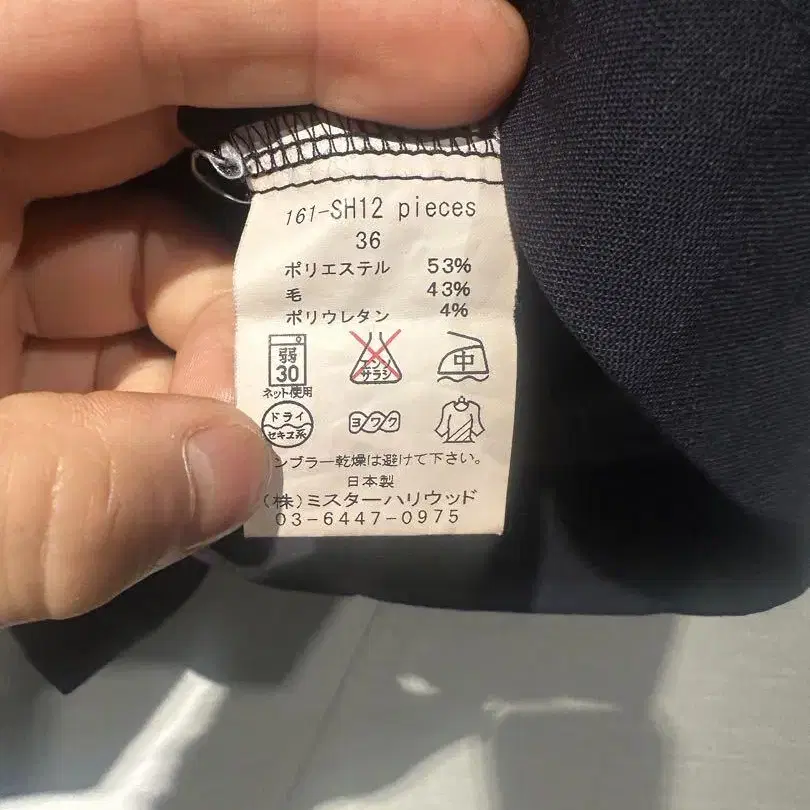 161-SH12 pieces
36
ポリエステル 53%
毛 43%
ポリウレタン 4%
弱
30
ネット使用
エンソ
サラシ
中
ドライ
セキユ系
ヨワク
ンブラー乾燥は避けて下さい。
日本製
(株)ミスターハリウッド
03-6447-0975